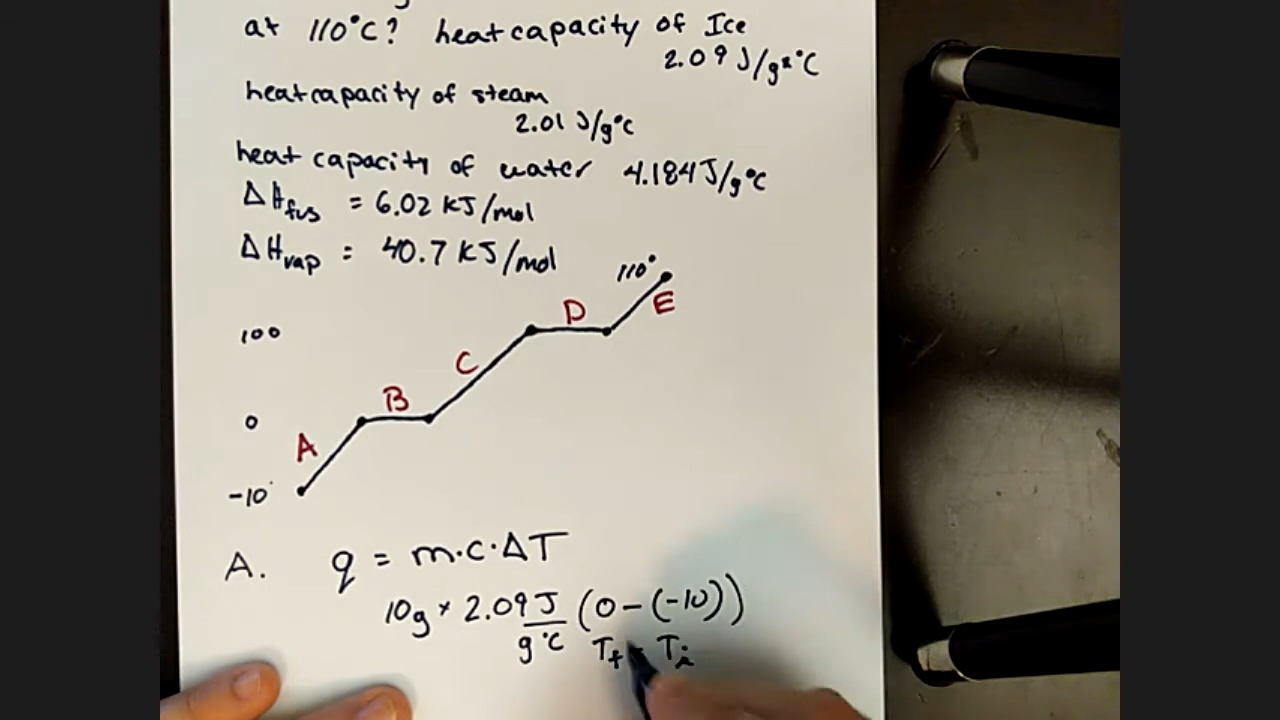 at 110°C? heat capacity of Ice
2.09 J/g*°C
heat capacity of steam
2.01 J/g°C
heat capacity of water 4.184 J/g°C
ΔHfus = 6.02 KJ/mol
ΔHvap = 40.7 KJ/mol
110°
E
D
100
C
B
0
A
-10°
A. q = m·c·ΔT
10g × 2.09 J/g°C (0 - (-10))
Tf - Ti